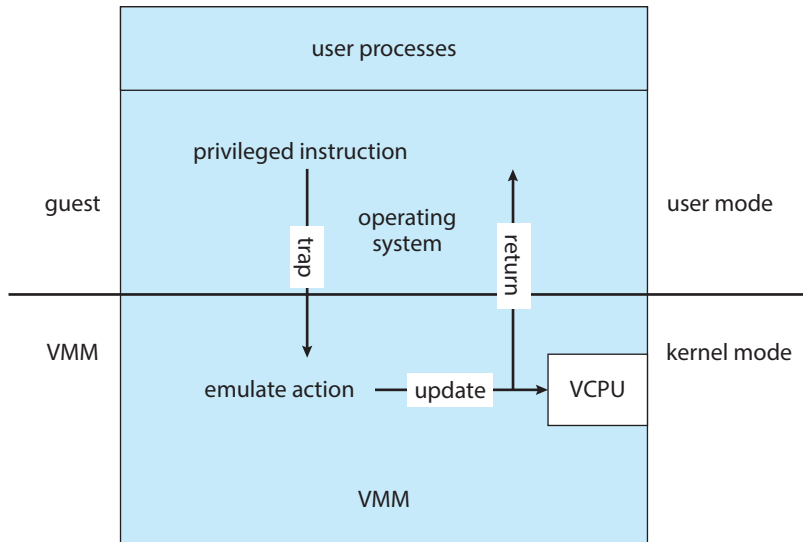 user processes
privileged instruction
guest
operating
system
user mode
trap
return
VMM
kernel mode
emulate action
update
VCPU
VMM